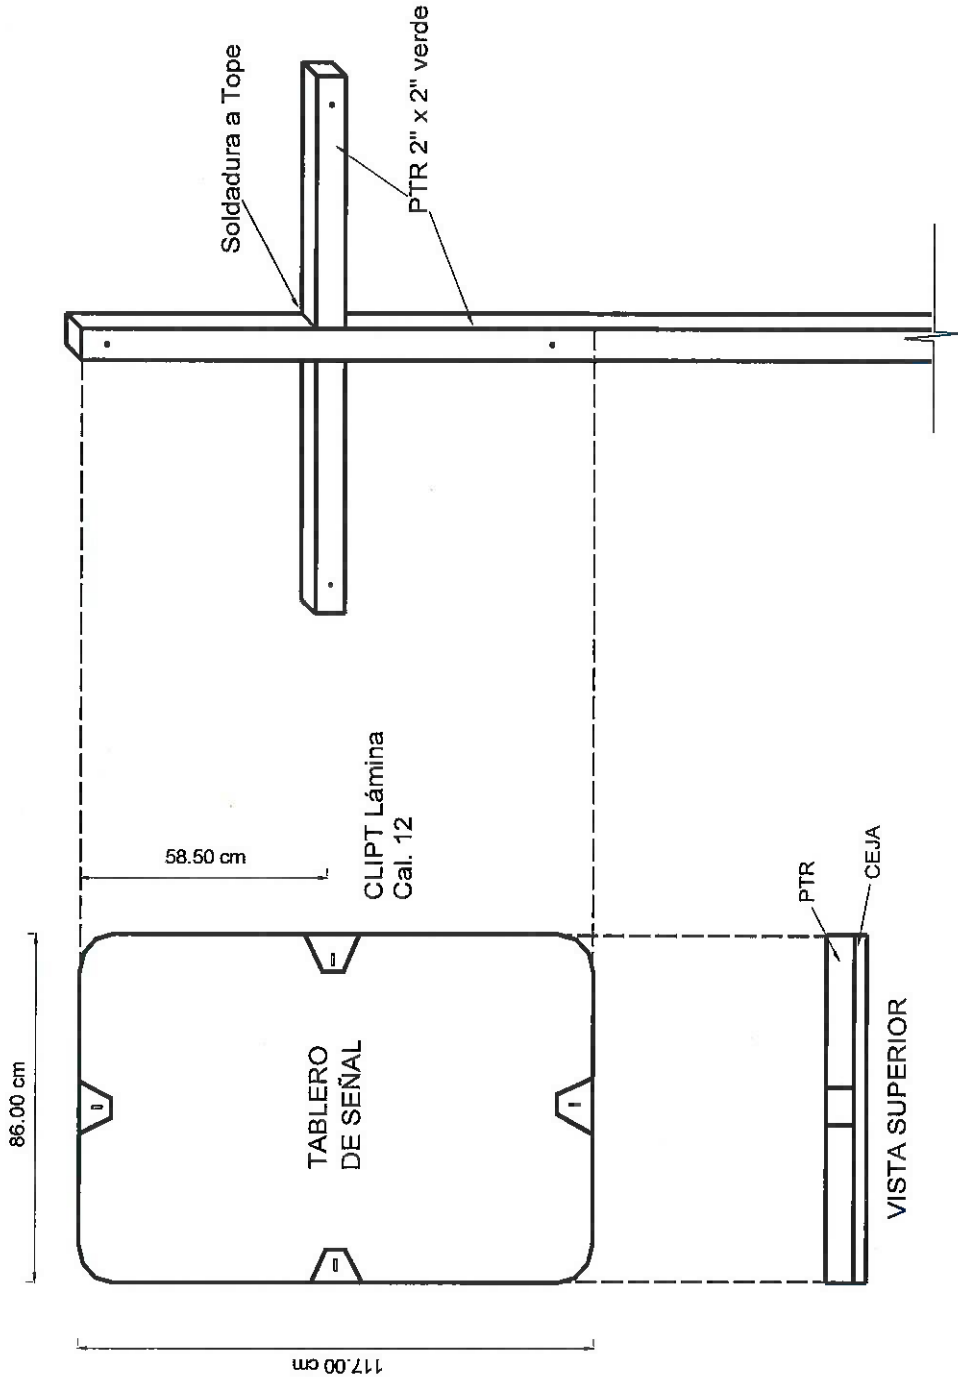 86.00 cm
117.00 cm
58.50 cm
TABLERO
DE SEÑAL
CLIPT Lámina
Cal. 12
Soldadura a Tope
PTR 2" x 2" verde
PTR
CEJA
VISTA SUPERIOR